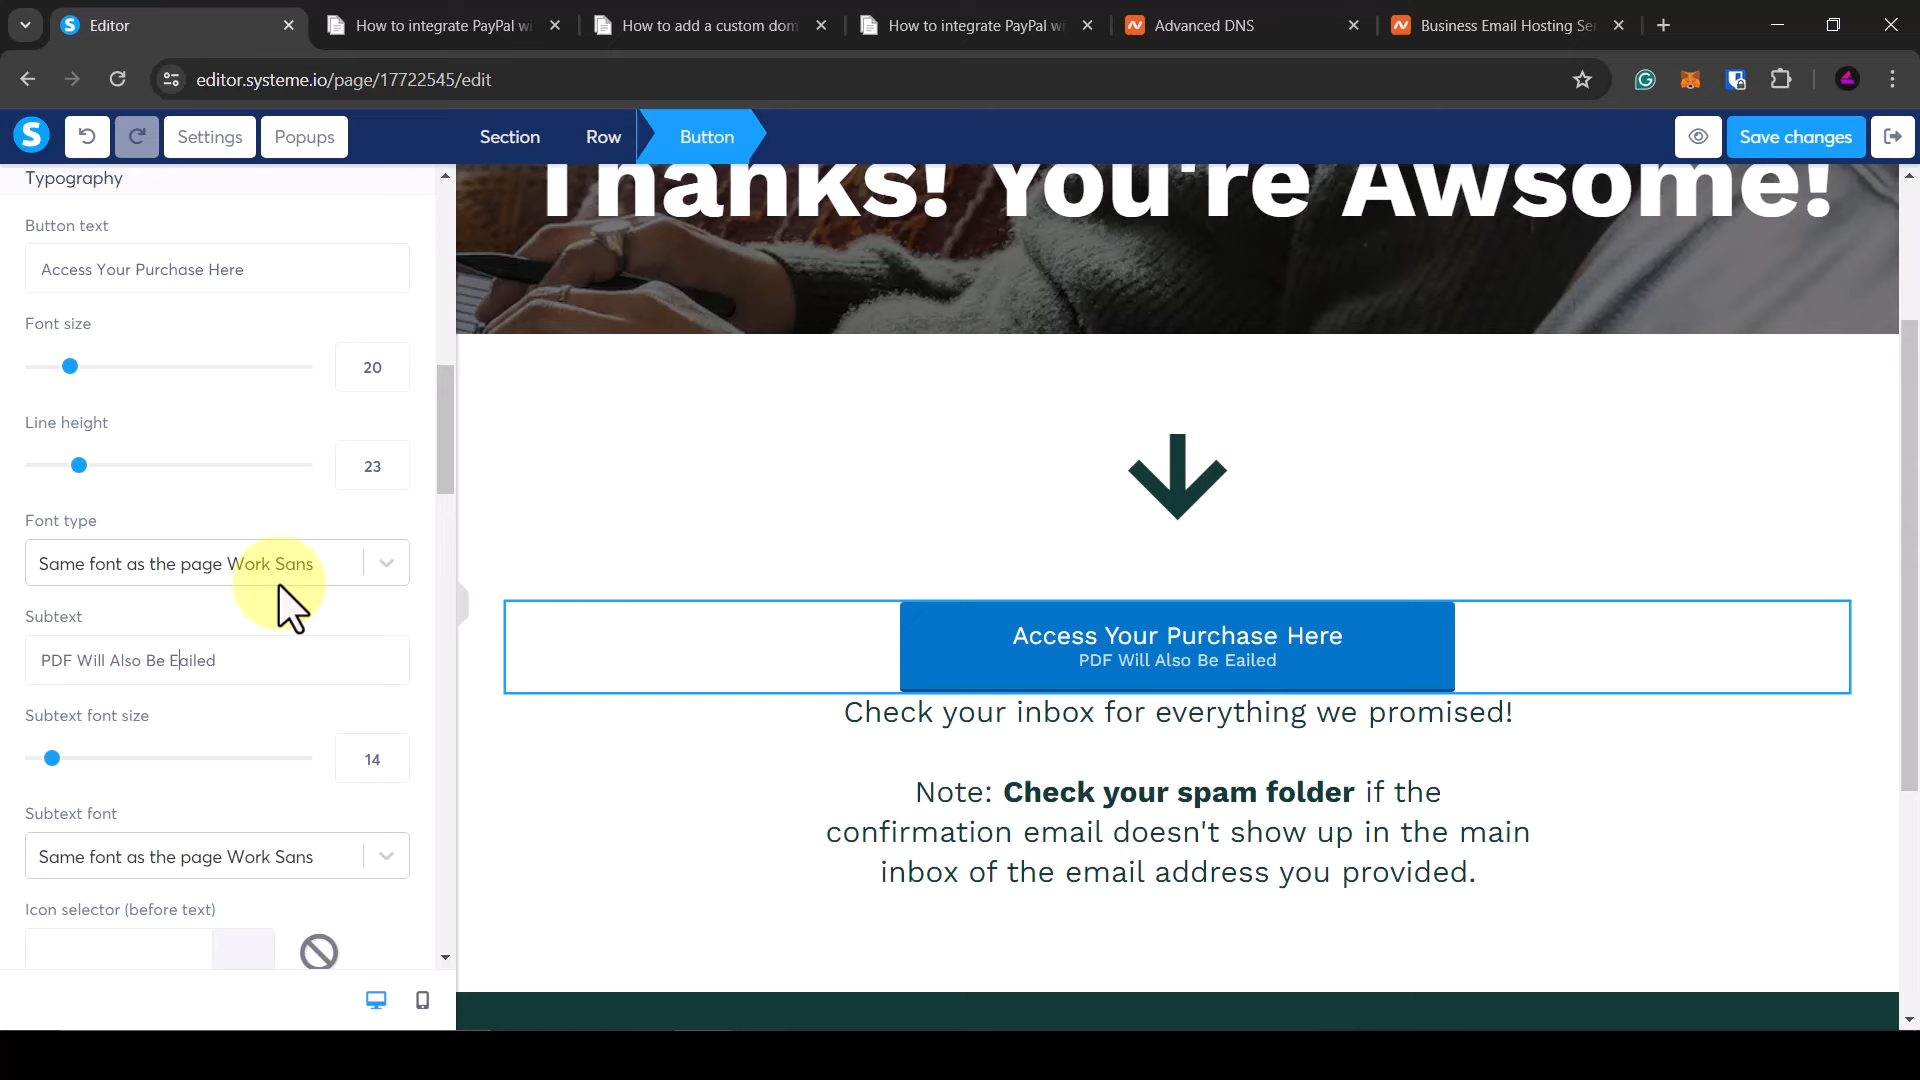 Editor
How to integrate PayPal wi
How to add a custom dom
How to integrate PayPal wi
Advanced DNS
Business Email Hosting Ser
editor.systeme.io/page/17722545/edit
S
Settings
Popups
Section
Row
Button
Save changes
Typography
Button text
Access Your Purchase Here
Font size
20
Line height
23
Font type
Same font as the page Work Sans
Subtext
PDF Will Also Be Eailed
Subtext font size
14
Subtext font
Same font as the page Work Sans
Icon selector (before text)
Thanks! You're Awsome!
Access Your Purchase Here
PDF Will Also Be Eailed
Check your inbox for everything we promised!
Note: Check your spam folder if the
confirmation email doesn't show up in the main
inbox of the email address you provided.